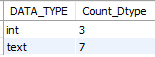 DATA_TYPE Count_Dtype
int 3
text 7